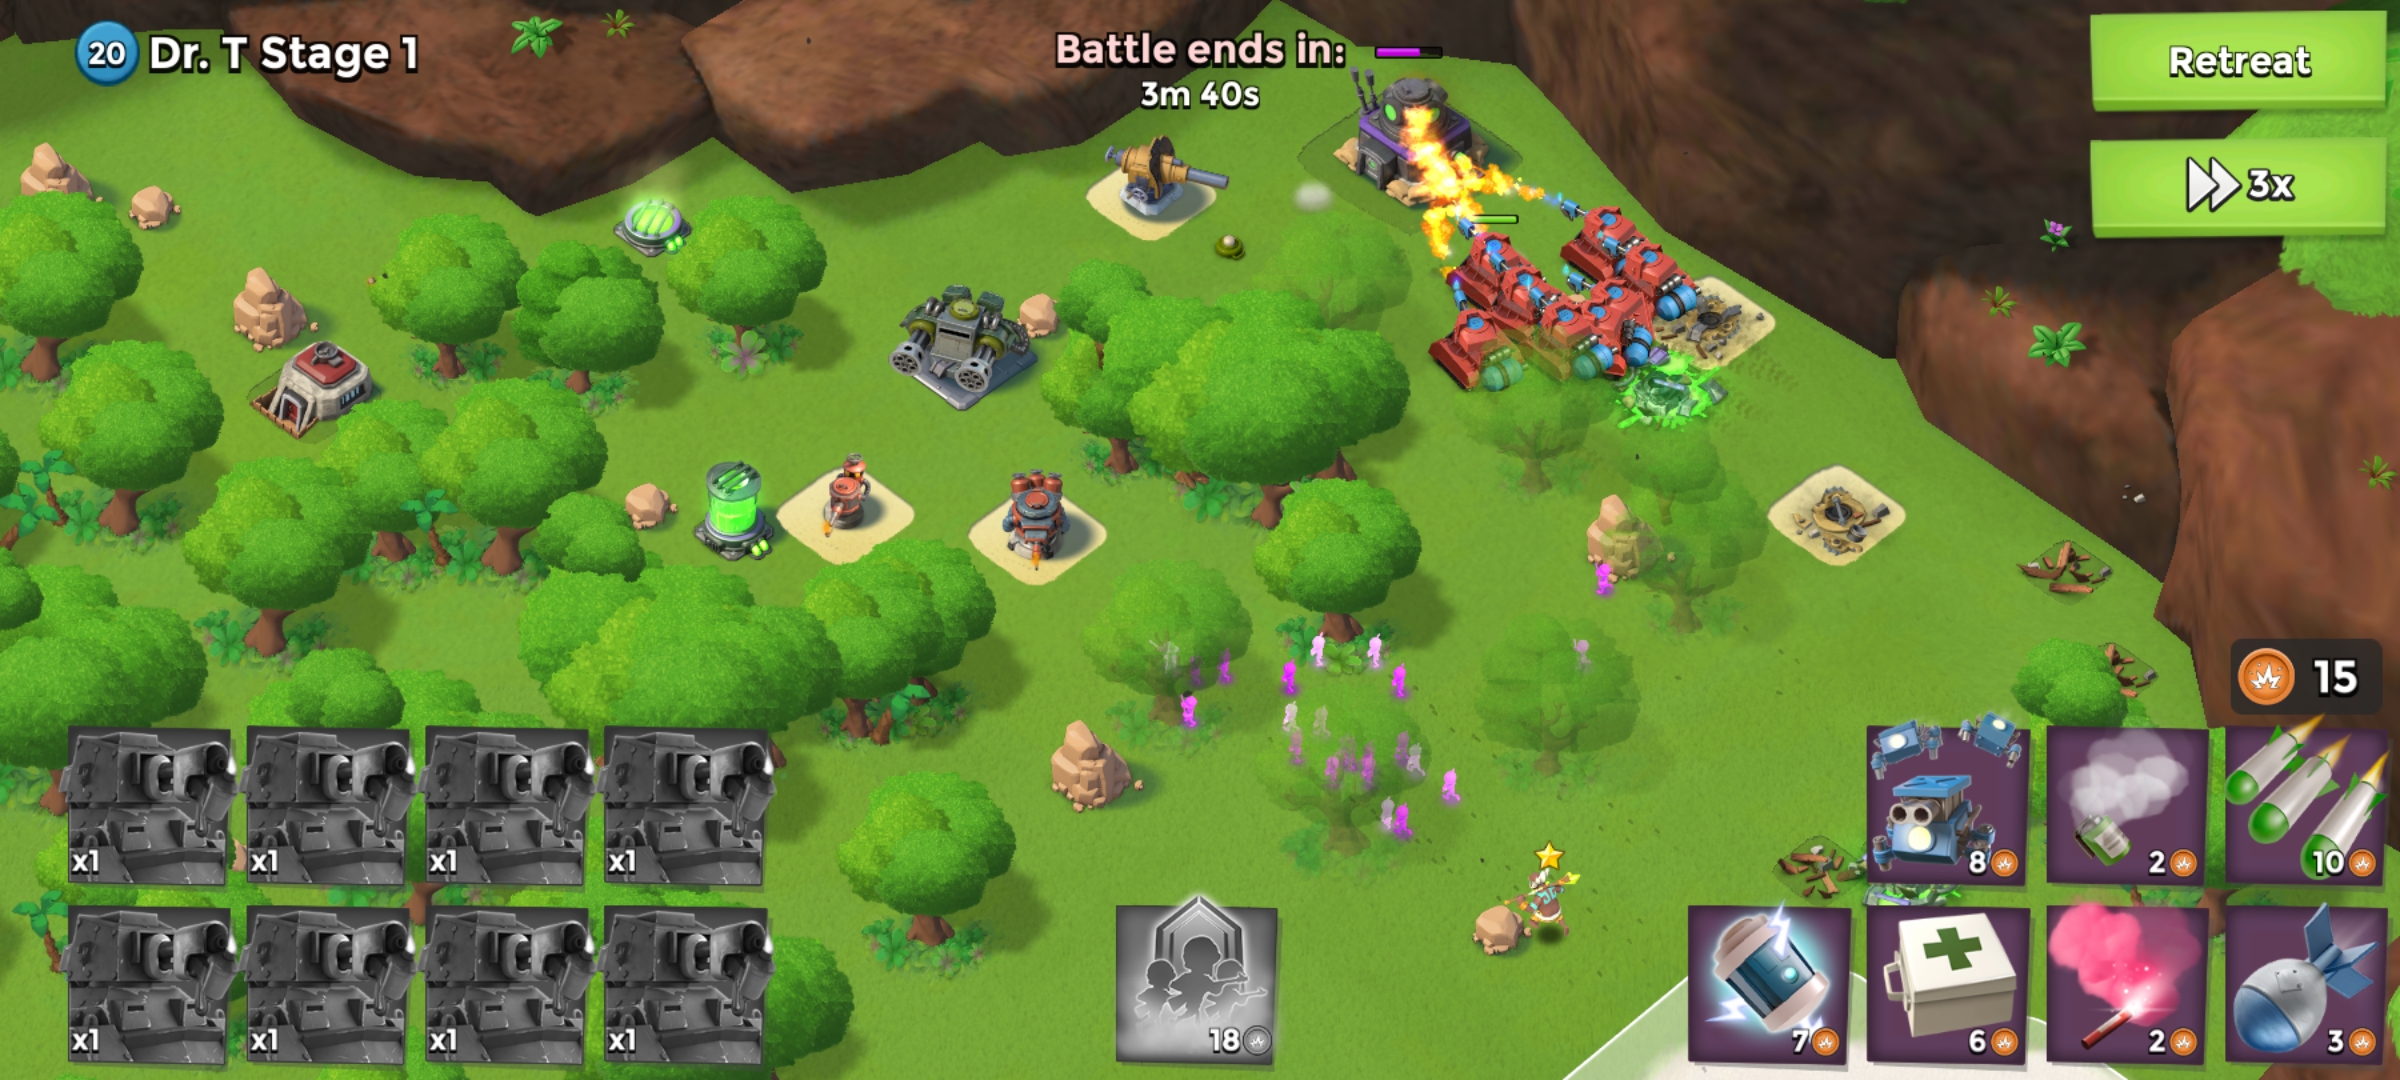 20 Dr. T Stage 1
Battle ends in:
3m 40s
Retreat
3x
15
x1 x1 x1 x1
8 2 10
x1 x1 x1 x1
18
7 6 2 3